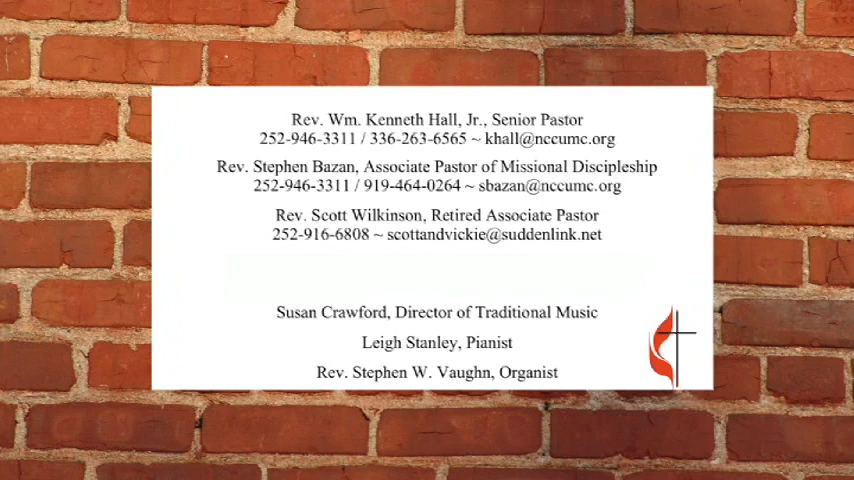 Rev. Wm. Kenneth Hall, Jr., Senior Pastor
252-946-3311 / 336-263-6565 ~ khall@nccumc.org
Rev. Stephen Bazan, Associate Pastor of Missional Discipleship
252-946-3311 / 919-464-0264 ~ sbazan@nccumc.org
Rev. Scott Wilkinson, Retired Associate Pastor
252-916-6808 ~ scottandvickie@suddenlink.net
Susan Crawford, Director of Traditional Music
Leigh Stanley, Pianist
Rev. Stephen W. Vaughn, Organist